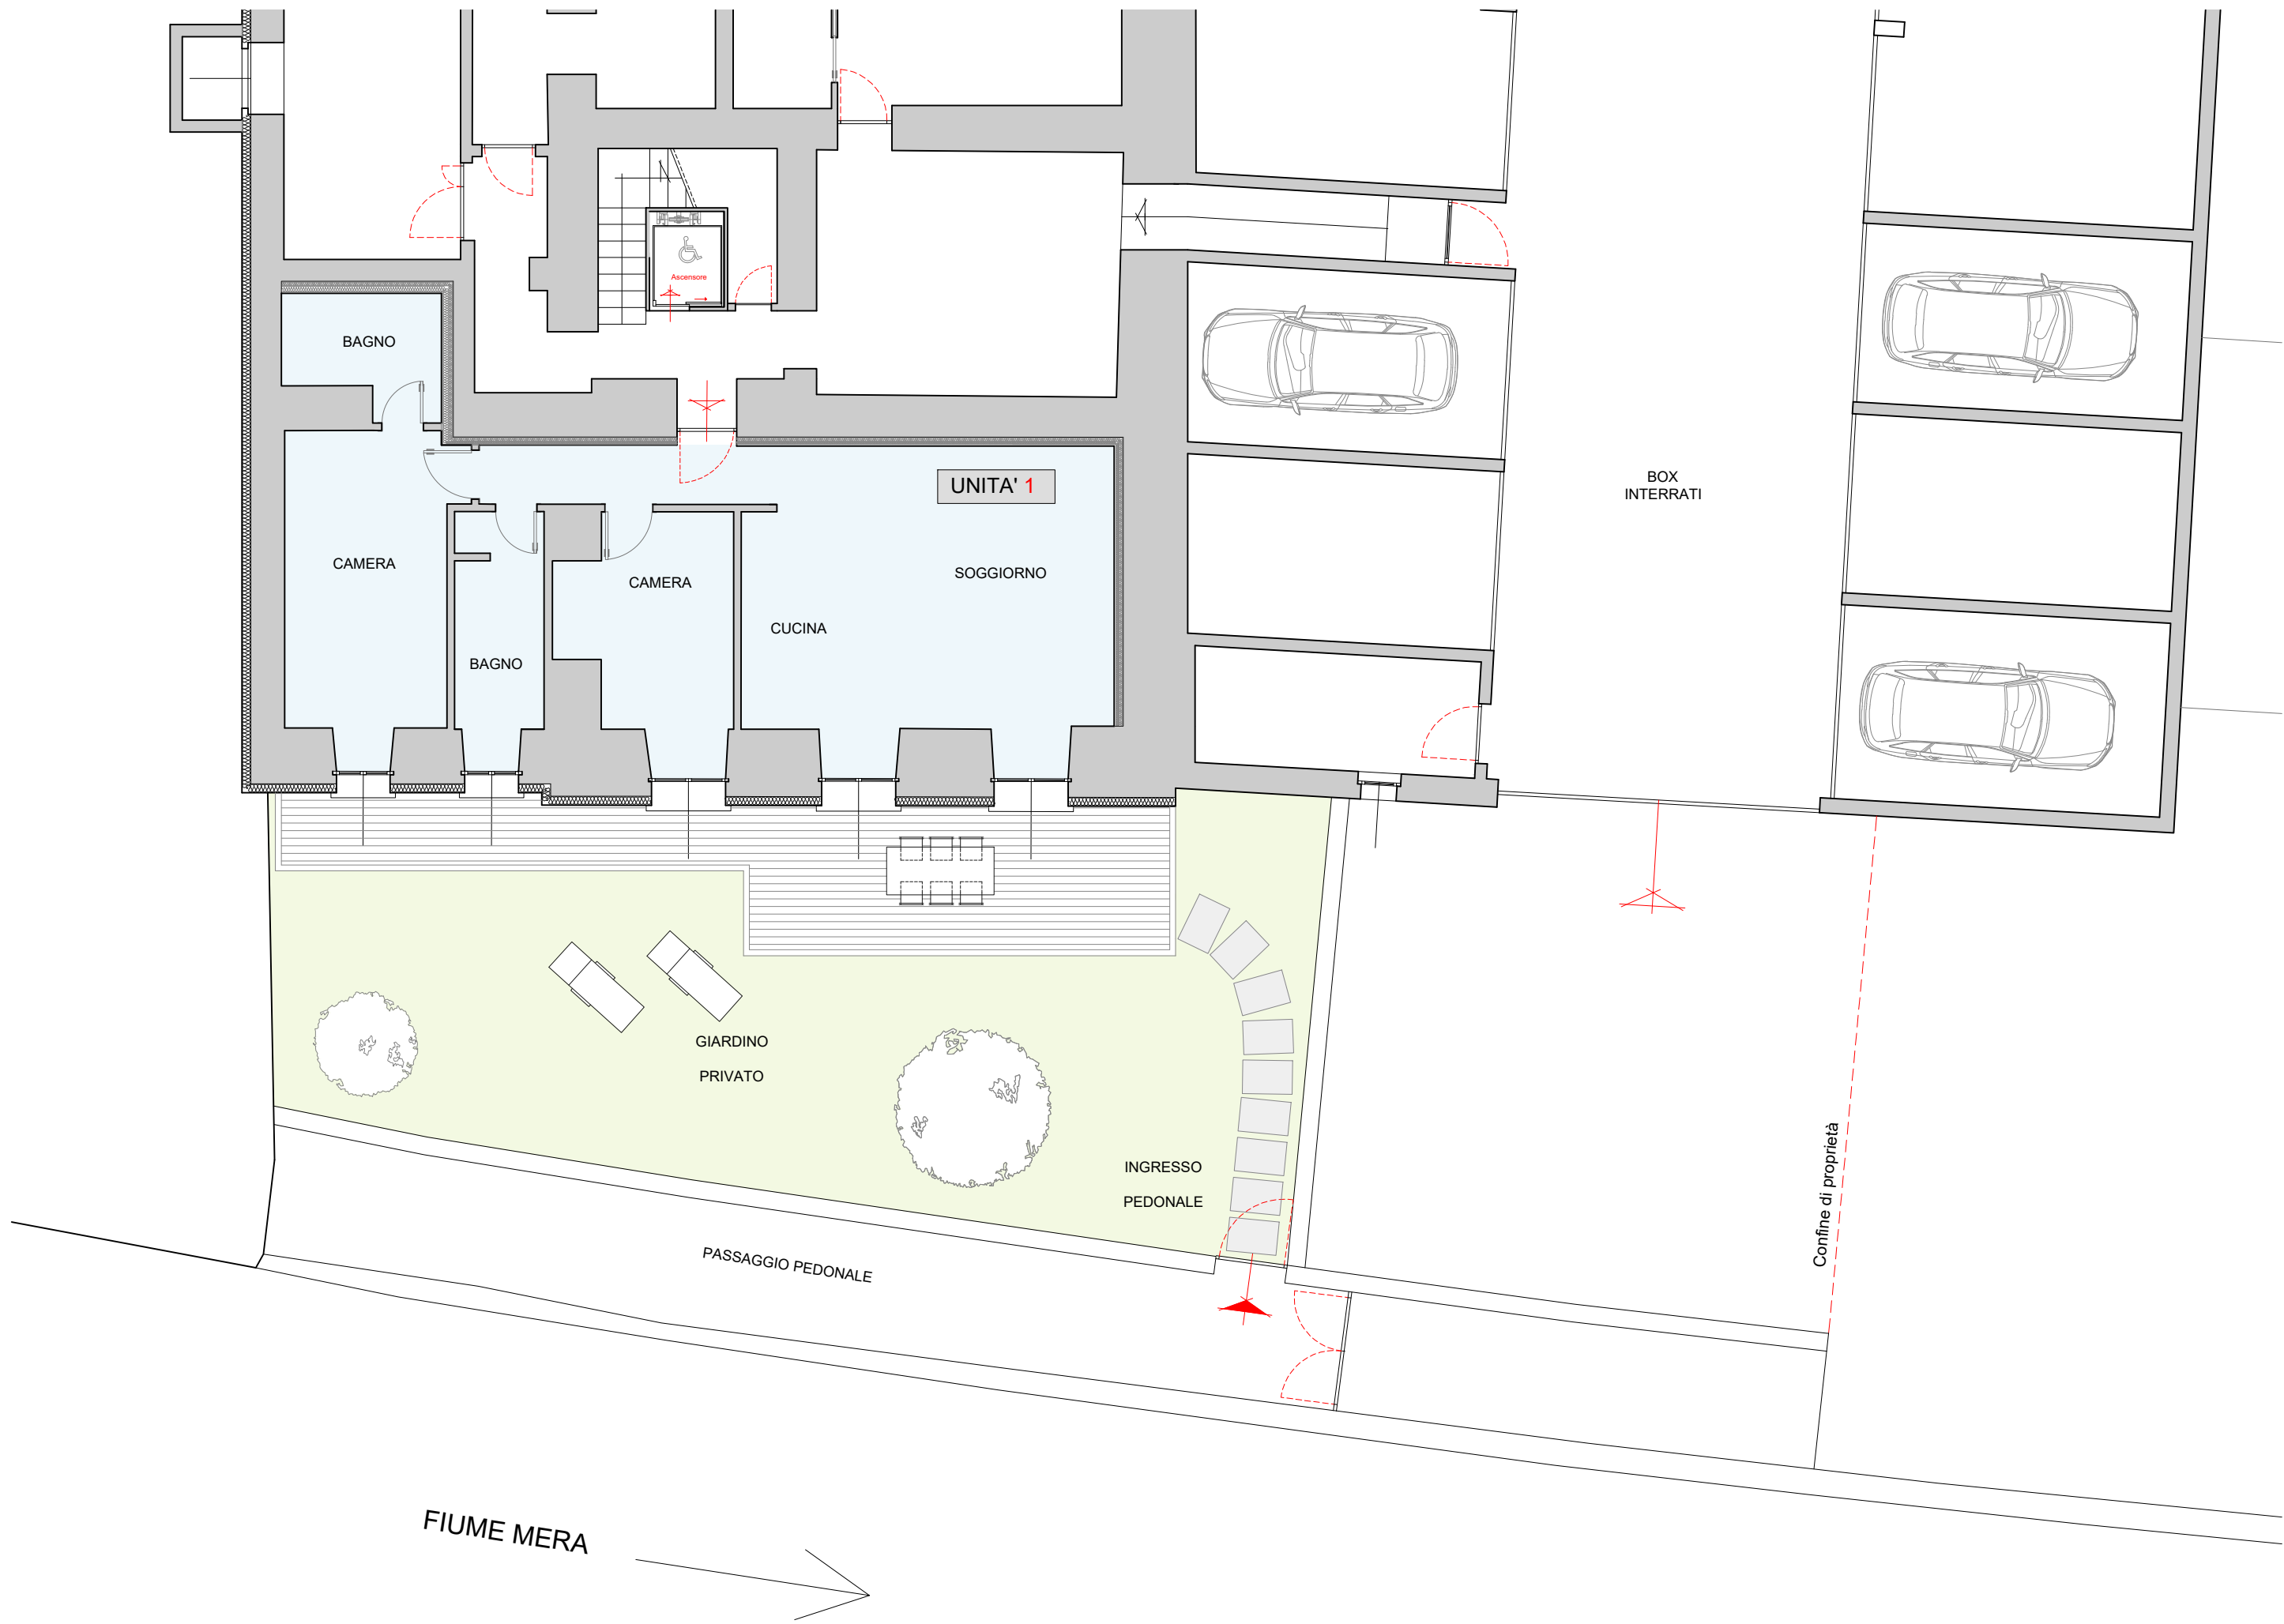 Ascensore
BAGNO
UNITA' 1
BOX
INTERRATI
CAMERA
SOGGIORNO
CAMERA
CUCINA
BAGNO
GIARDINO
PRIVATO
INGRESSO
PEDONALE
Confine di proprietà
PASSAGGIO PEDONALE
FIUME MERA